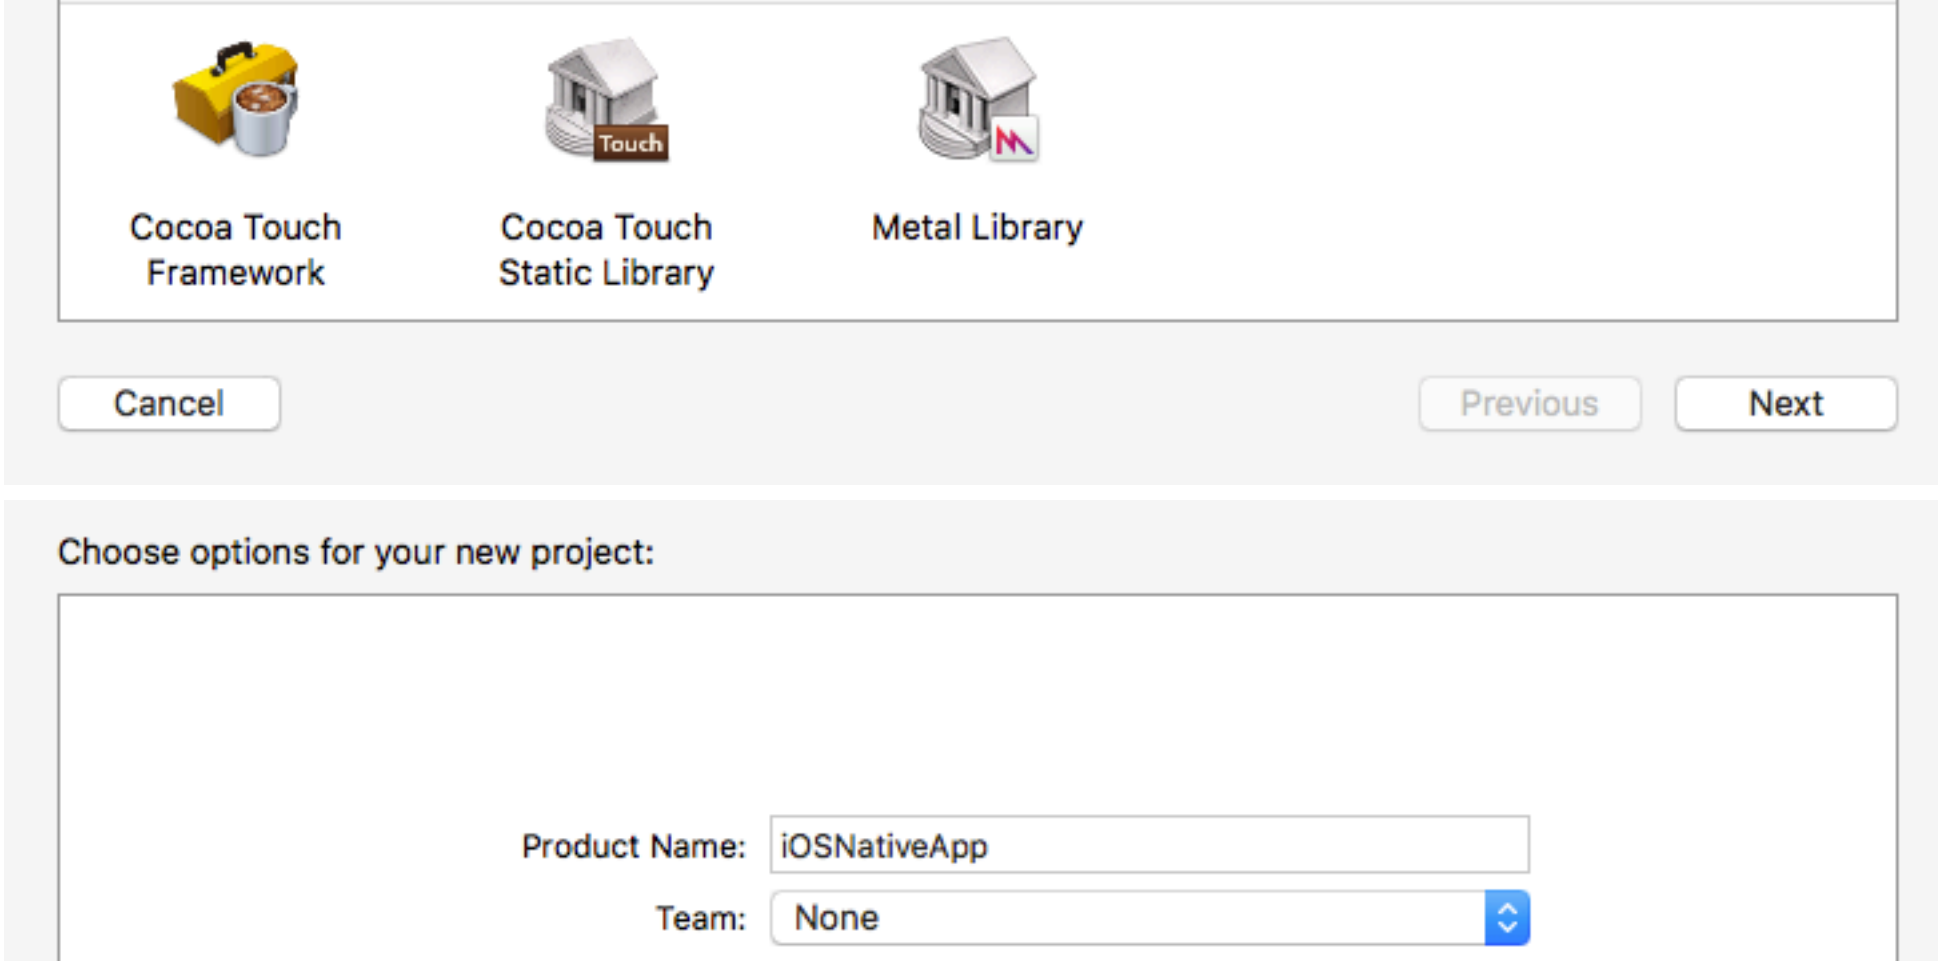 Touch
Cocoa Touch
Framework
Cocoa Touch
Static Library
Metal Library
Cancel
Previous
Next
Choose options for your new project:
Product Name: iOSNativeApp
Team: None